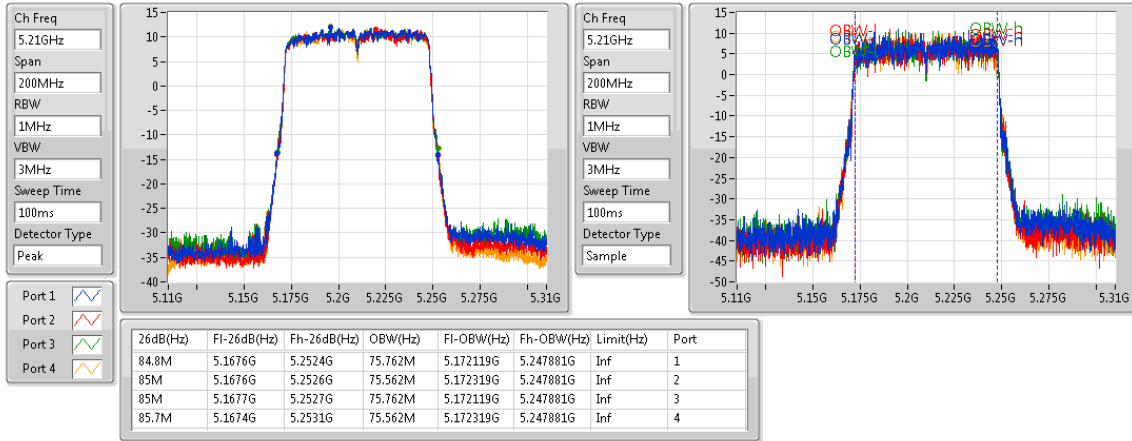 Ch Freq
5.21GHz
Span
200MHz
RBW
1MHz
VBW
3MHz
Sweep Time
100ms
Detector Type
Peak
15
10
5
0
-5
-10
-15
-20
-25
-30
-35
-40
5.11G 5.15G 5.175G 5.2G 5.225G 5.25G 5.275G 5.31G
Ch Freq
5.21GHz
Span
200MHz
RBW
1MHz
VBW
3MHz
Sweep Time
100ms
Detector Type
Sample
15
10
5
0
-5
-10
-15
-20
-25
-30
-35
-40
-45
-50
OBW-h
5.11G 5.15G 5.175G 5.2G 5.225G 5.25G 5.275G 5.31G
Port 1
Port 2
Port 3
Port 4
26dB(Hz) Fl-26dB(Hz) Fh-26dB(Hz) OBW(Hz) Fl-OBW(Hz) Fh-OBW(Hz) Limit(Hz) Port
84.8M 5.1676G 5.2524G 75.762M 5.172119G 5.247881G Inf 1
85M 5.1676G 5.2526G 75.562M 5.172319G 5.247881G Inf 2
85M 5.1677G 5.2527G 75.762M 5.172119G 5.247881G Inf 3
85.7M 5.1674G 5.2531G 75.562M 5.172319G 5.247881G Inf 4